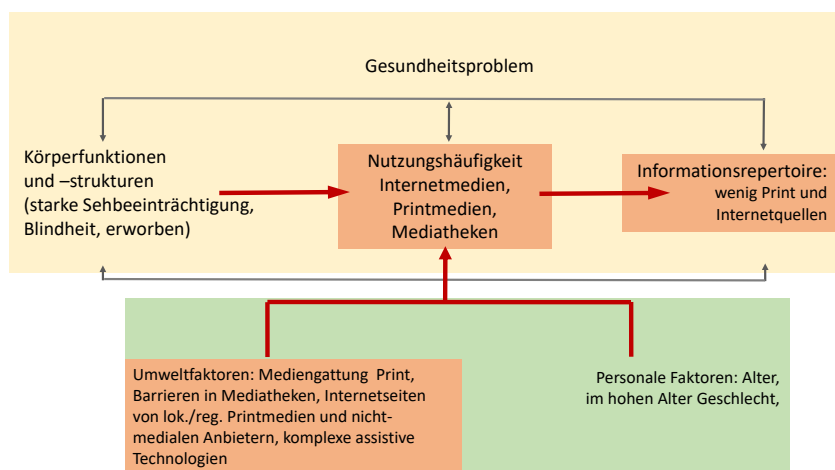 Gesundheitsproblem
Körperfunktionen
und –strukturen
(starke Sehbeeinträchtigung,
Blindheit, erworben)
Nutzungshäufigkeit
Internetmedien,
Printmedien,
Mediatheken
Informationsrepertoire:
wenig Print und
Internetquellen
Umweltfaktoren: Mediengattung Print,
Barrieren in Mediatheken, Internetseiten
von lok./reg. Printmedien und nicht-
medialen Anbietern, komplexe assistive
Technologien
Personale Faktoren: Alter,
im hohen Alter Geschlecht,